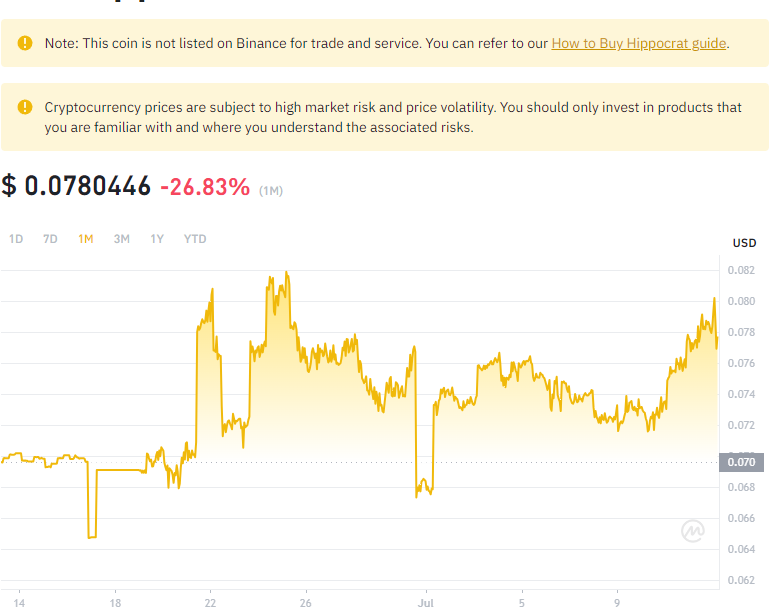 Note: This coin is not listed on Binance for trade and service. You can refer to our How to Buy Hippocrat guide.
Cryptocurrency prices are subject to high market risk and price volatility. You should only invest in products that
you are familiar with and where you understand the associated risks.
$ 0.0780446 -26.83% (1M)
1D 7D 1M 3M 1Y YTD
USD
0.082
0.080
0.078
0.076
0.074
0.072
0.070
0.068
0.066
0.064
0.062
14 18 22 26 Jul 5 9